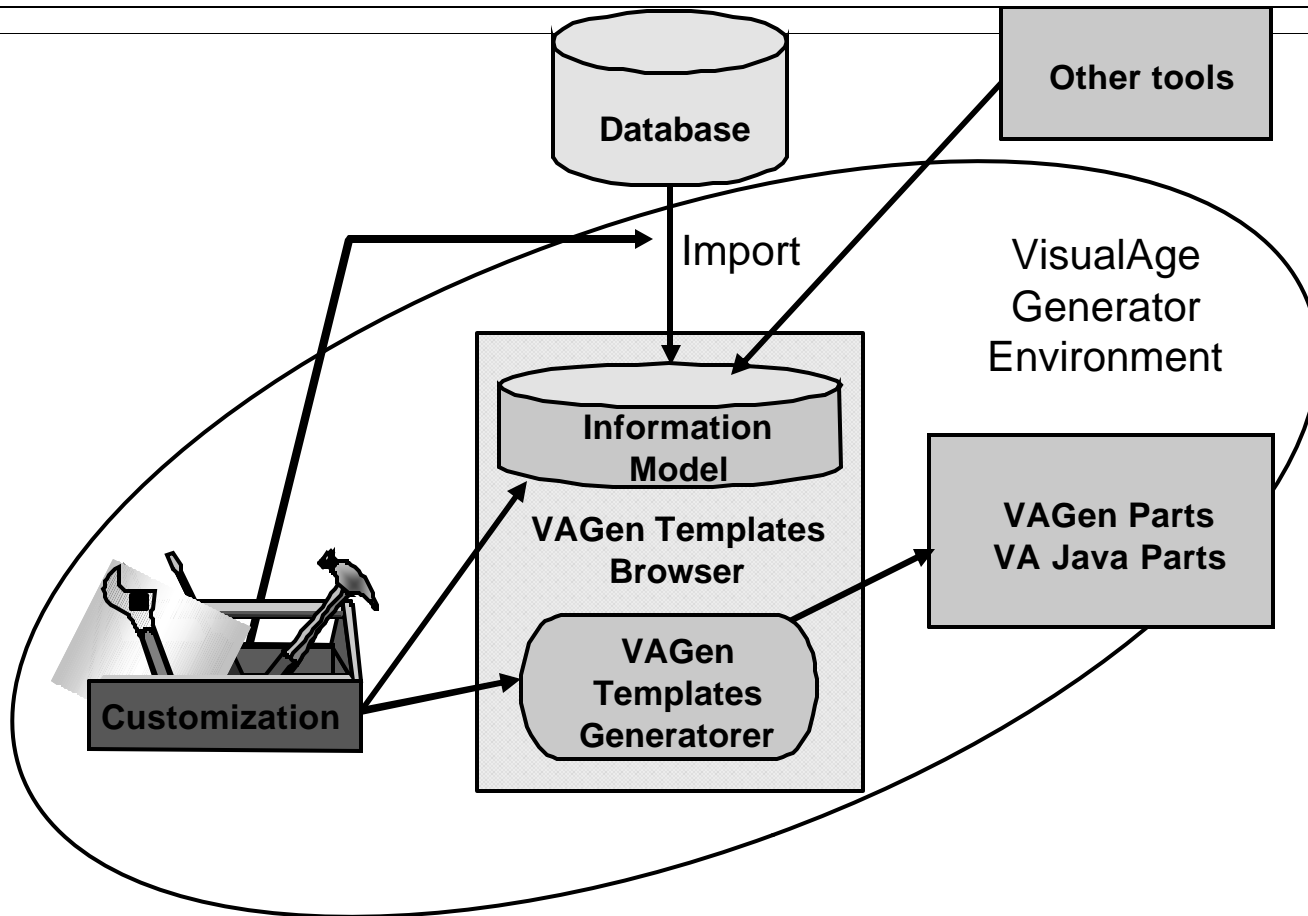 Other tools
Database
Import
VisualAge
Generator
Environment
Information
Model
VAGen Templates
Browser
VAGen Parts
VA Java Parts
VAGen
Templates
Generatorer
Customization